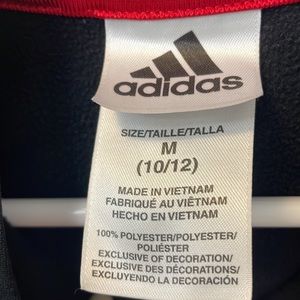 adidas
SIZE/TAILLE/TALLA
M
(10/12)
MADE IN VIETNAM
FABRIQUÉ AU VIÊTNAM
HECHO EN VIETNAM
100% POLYESTER/POLYESTER/
POLIÉSTER
EXCLUSIVE OF DECORATION/
EXCLUSIVE DES DÉCORATIONS/
EXCLUYENDO LA DECORACIÓN